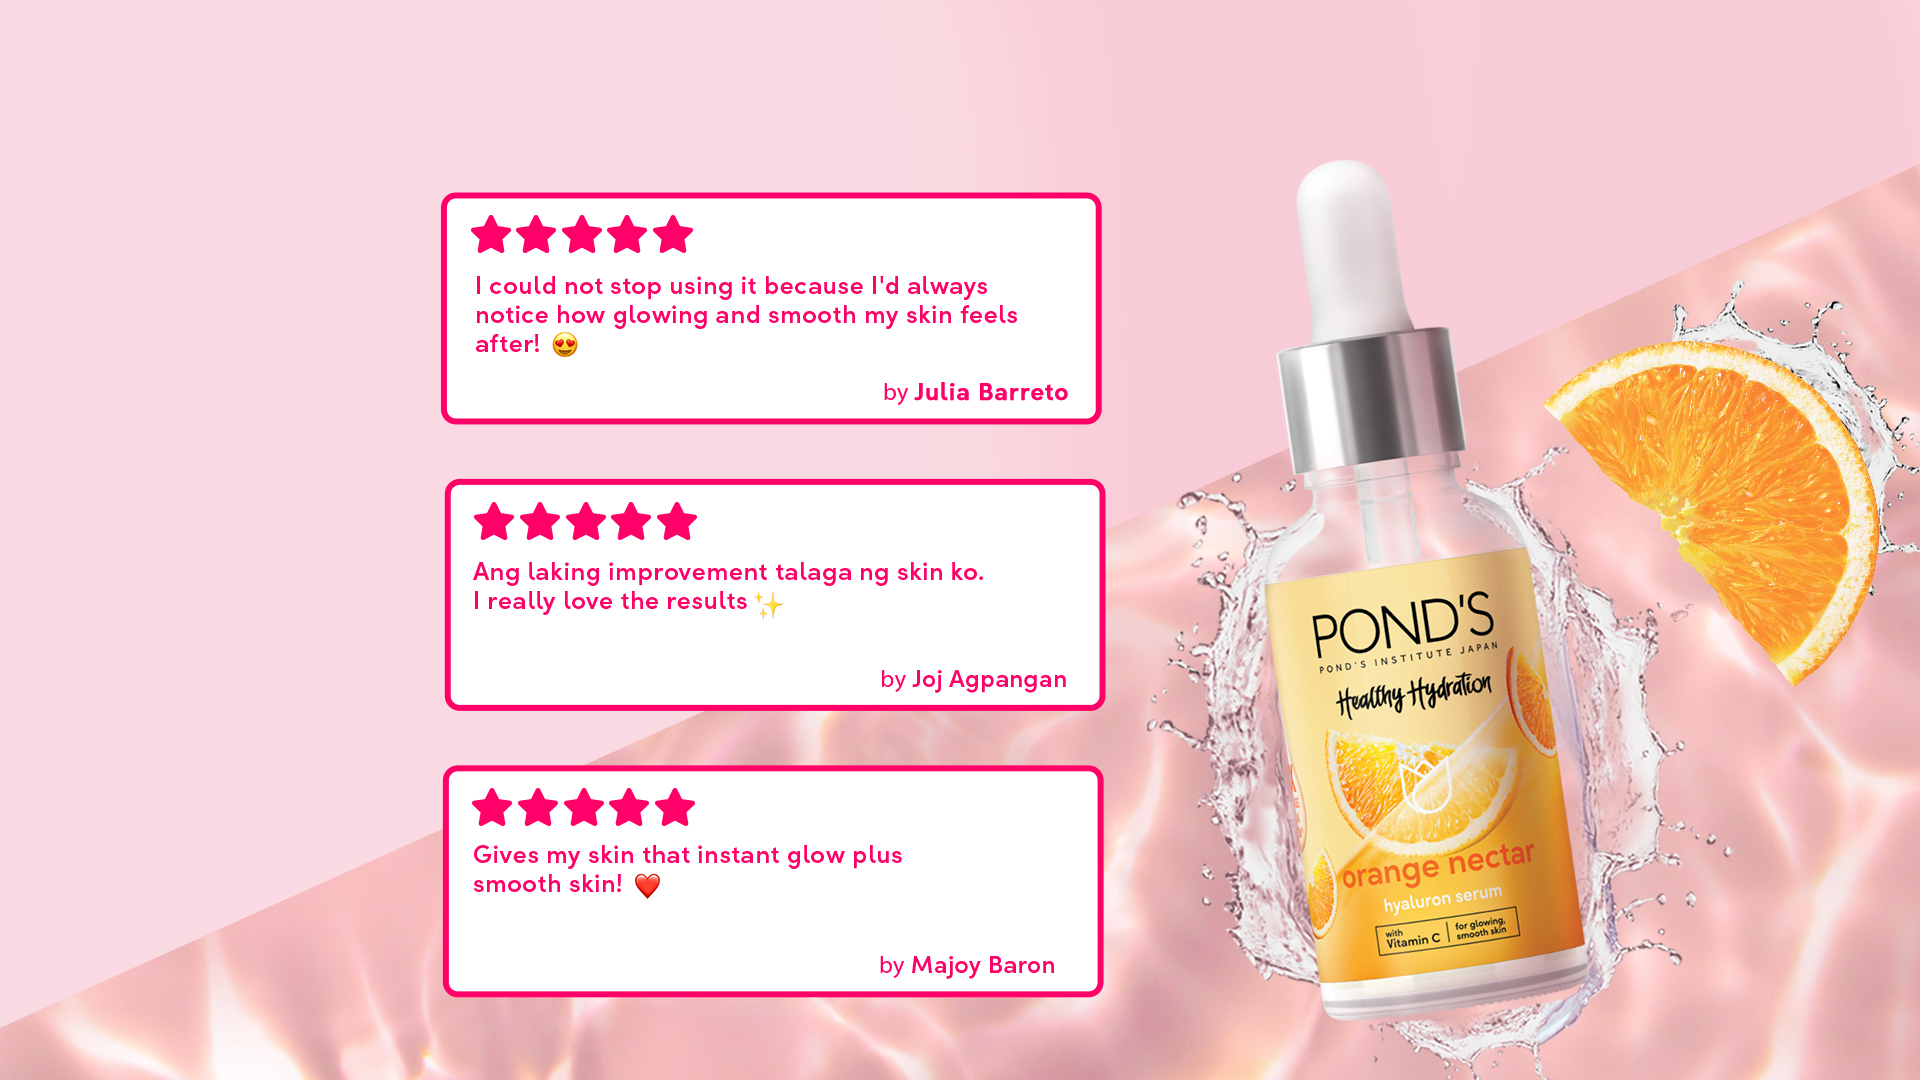 I could not stop using it because I'd always
notice how glowing and smooth my skin feels
after! 😍
by Julia Barreto
Ang laking improvement talaga ng skin ko.
I really love the results ✨
by Joj Agpangan
Gives my skin that instant glow plus
smooth skin! ❤️
by Majoy Baron
POND'S
POND'S INSTITUTE JAPAN
Healthy Hydration
orange nectar
hyaluron serum
with
Vitamin C
for glowing,
smooth skin